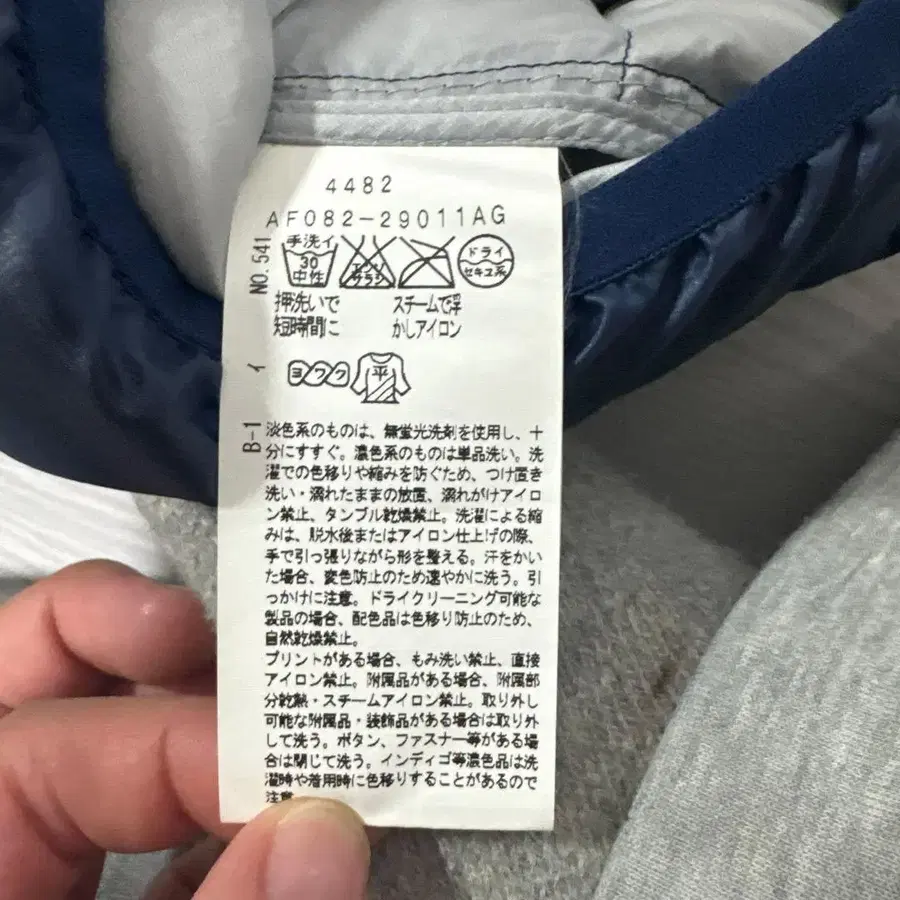 4482
AF082-29011AG
NO.541
手洗イ
30
中性
エンソ
サラシ
ドライ
セキユ系
押洗いで
短時間に
スチームで浮
かしアイロン
イ
ヨワク
平
B-1
淡色系のものは、無蛍光洗剤を使用し、十
分にすすぐ。濃色系のものは単品洗い。洗
濯での色移りや縮みを防ぐため、つけ置き
洗い・濡れたままの放置、濡れがけアイロ
ン禁止、タンブル乾燥禁止。洗濯による縮
みは、脱水後またはアイロン仕上げの際、
手で引っ張りながら形を整える。汗をかい
た場合、変色防止のため速やかに洗う。引
っかけに注意。ドライクリーニング可能な
製品の場合、配色品は色移り防止のため、
自然乾燥禁止。
プリントがある場合、もみ洗い禁止、直接
アイロン禁止。附属品がある場合、附属部
分乾熱・スチームアイロン禁止。取り外し
可能な附属品・装飾品がある場合は取り外
して洗う。ボタン、ファスナー等がある場
合は閉じて洗う。インディゴ等濃色品は洗
濯時や着用時に色移りすることがあるので
注意